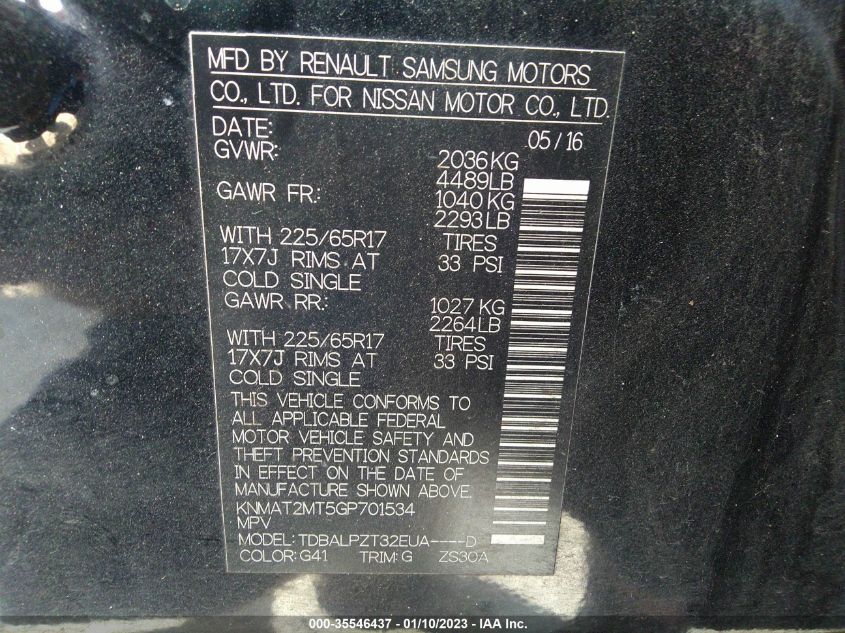 MFD BY RENAULT SAMSUNG MOTORS
CO., LTD. FOR NISSAN MOTOR CO., LTD.
DATE: 05/16
GVWR: 2036KG
4489LB
GAWR FR.: 1040KG
2293LB
WITH 225/65R17 TIRES
17X7J RIMS AT 33 PSI
COLD SINGLE
GAWR RR.: 1027KG
2264LB
WITH 225/65R17 TIRES
17X7J RIMS AT 33 PSI
COLD SINGLE
THIS VEHICLE CONFORMS TO
ALL APPLICABLE FEDERAL
MOTOR VEHICLE SAFETY AND
THEFT PREVENTION STANDARDS
IN EFFECT ON THE DATE OF
MANUFACTURE SHOWN ABOVE.
KNMAT2MT5GP701534
MPV
MODEL:TDBALPZT32EUA----D
COLOR:G41 TRIM:G ZS30A
000-35546437 - 01/10/2023 - IAA Inc.